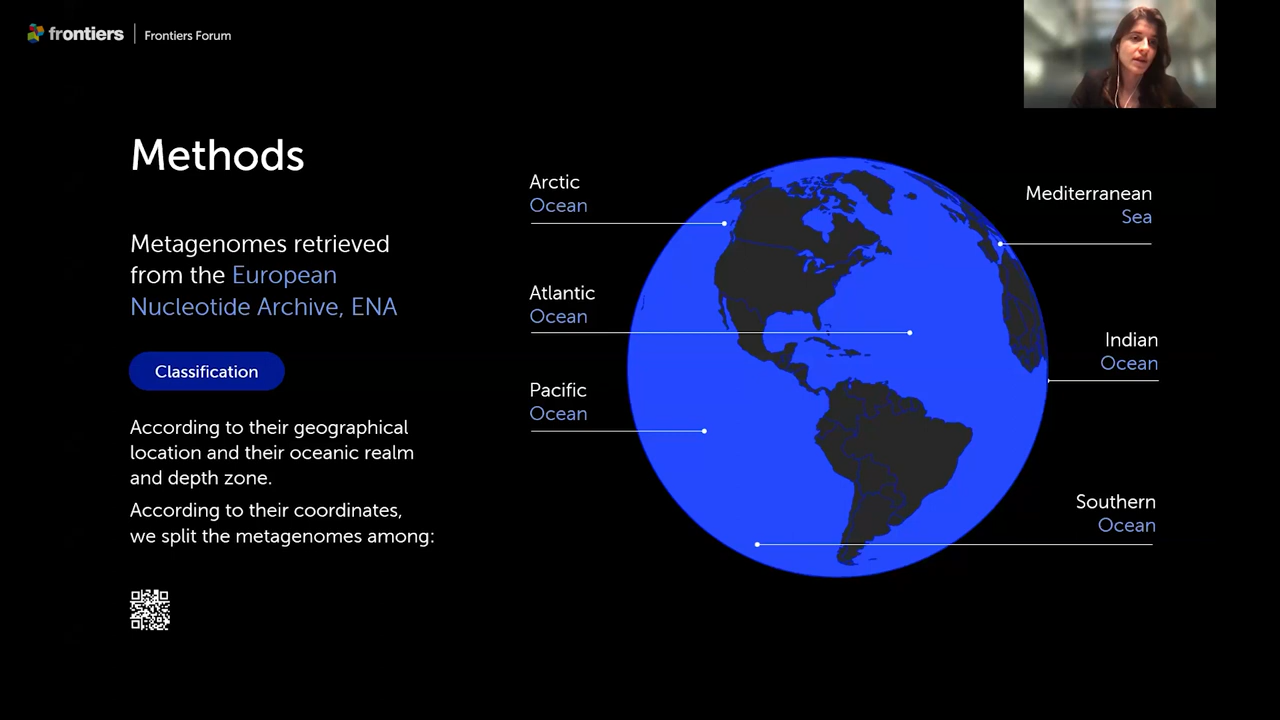 frontiers
Frontiers Forum
Methods
Metagenomes retrieved
from the European
Nucleotide Archive, ENA
Classification
According to their geographical
location and their oceanic realm
and depth zone.
According to their coordinates,
we split the metagenomes among:
Arctic
Ocean
Atlantic
Ocean
Pacific
Ocean
Mediterranean
Sea
Indian
Ocean
Southern
Ocean